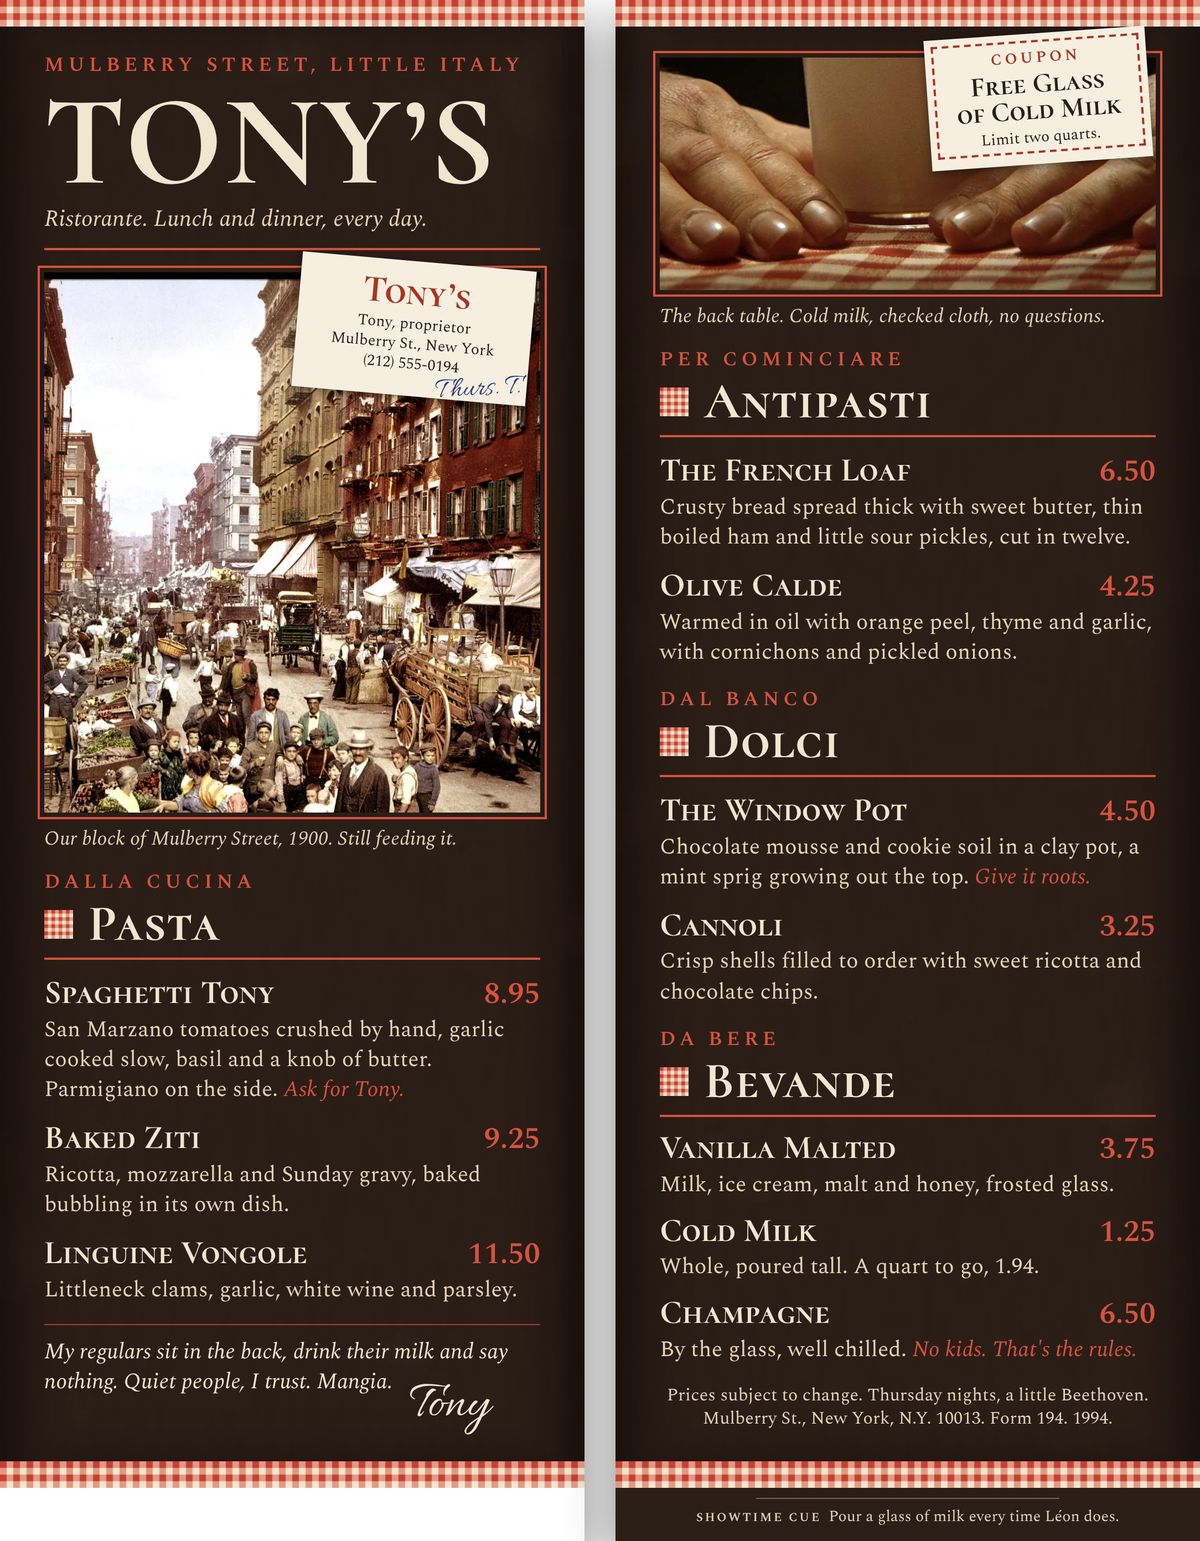 MULBERRY STREET, LITTLE ITALY
TONY'S
Ristorante. Lunch and dinner, every day.
TONY'S
Tony, proprietor
Mulberry St., New York
(212) 555-0194
Thurs. T.
Our block of Mulberry Street, 1900. Still feeding it.
DALLA CUCINA
PASTA
SPAGHETTI TONY 8.95
San Marzano tomatoes crushed by hand, garlic
cooked slow, basil and a knob of butter.
Parmigiano on the side. Ask for Tony.
BAKED ZITI 9.25
Ricotta, mozzarella and Sunday gravy, baked
bubbling in its own dish.
LINGUINE VONGOLE 11.50
Littleneck clams, garlic, white wine and parsley.
My regulars sit in the back, drink their milk and say
nothing. Quiet people, I trust. Mangia.
Tony
COUPON
FREE GLASS
OF COLD MILK
Limit two quarts.
The back table. Cold milk, checked cloth, no questions.
PER COMINCIARE
ANTIPASTI
THE FRENCH LOAF 6.50
Crusty bread spread thick with sweet butter, thin
boiled ham and little sour pickles, cut in twelve.
OLIVE CALDE 4.25
Warmed in oil with orange peel, thyme and garlic,
with cornichons and pickled onions.
DAL BANCO
DOLCI
THE WINDOW POT 4.50
Chocolate mousse and cookie soil in a clay pot, a
mint sprig growing out the top. Give it roots.
CANNOLI 3.25
Crisp shells filled to order with sweet ricotta and
chocolate chips.
DA BERE
BEVANDE
VANILLA MALTED 3.75
Milk, ice cream, malt and honey, frosted glass.
COLD MILK 1.25
Whole, poured tall. A quart to go, 1.94.
CHAMPAGNE 6.50
By the glass, well chilled. No kids. That's the rules.
Prices subject to change. Thursday nights, a little Beethoven.
Mulberry St., New York, N.Y. 10013. Form 194. 1994.
SHOWTIME CUE Pour a glass of milk every time Léon does.